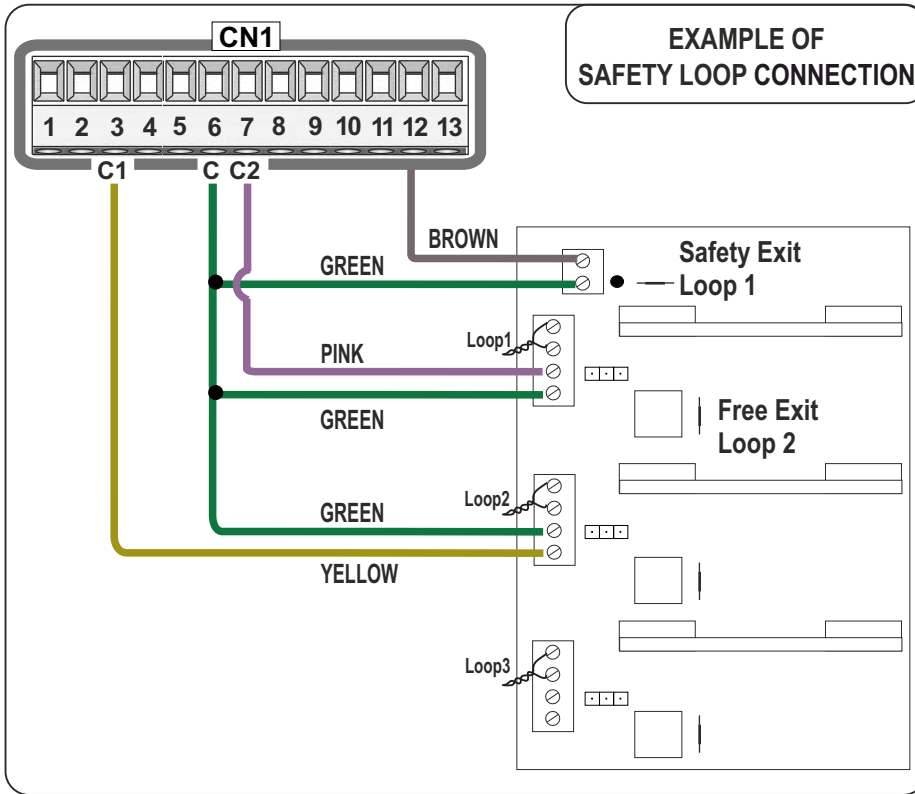 EXAMPLE OF
SAFETY LOOP CONNECTION
CN1
1 2 3 4 5 6 7 8 9 10 11 12 13
C1 C C2
BROWN
GREEN
Safety Exit
Loop 1
Loop1
PINK
GREEN
Free Exit
Loop 2
Loop2
GREEN
YELLOW
Loop3